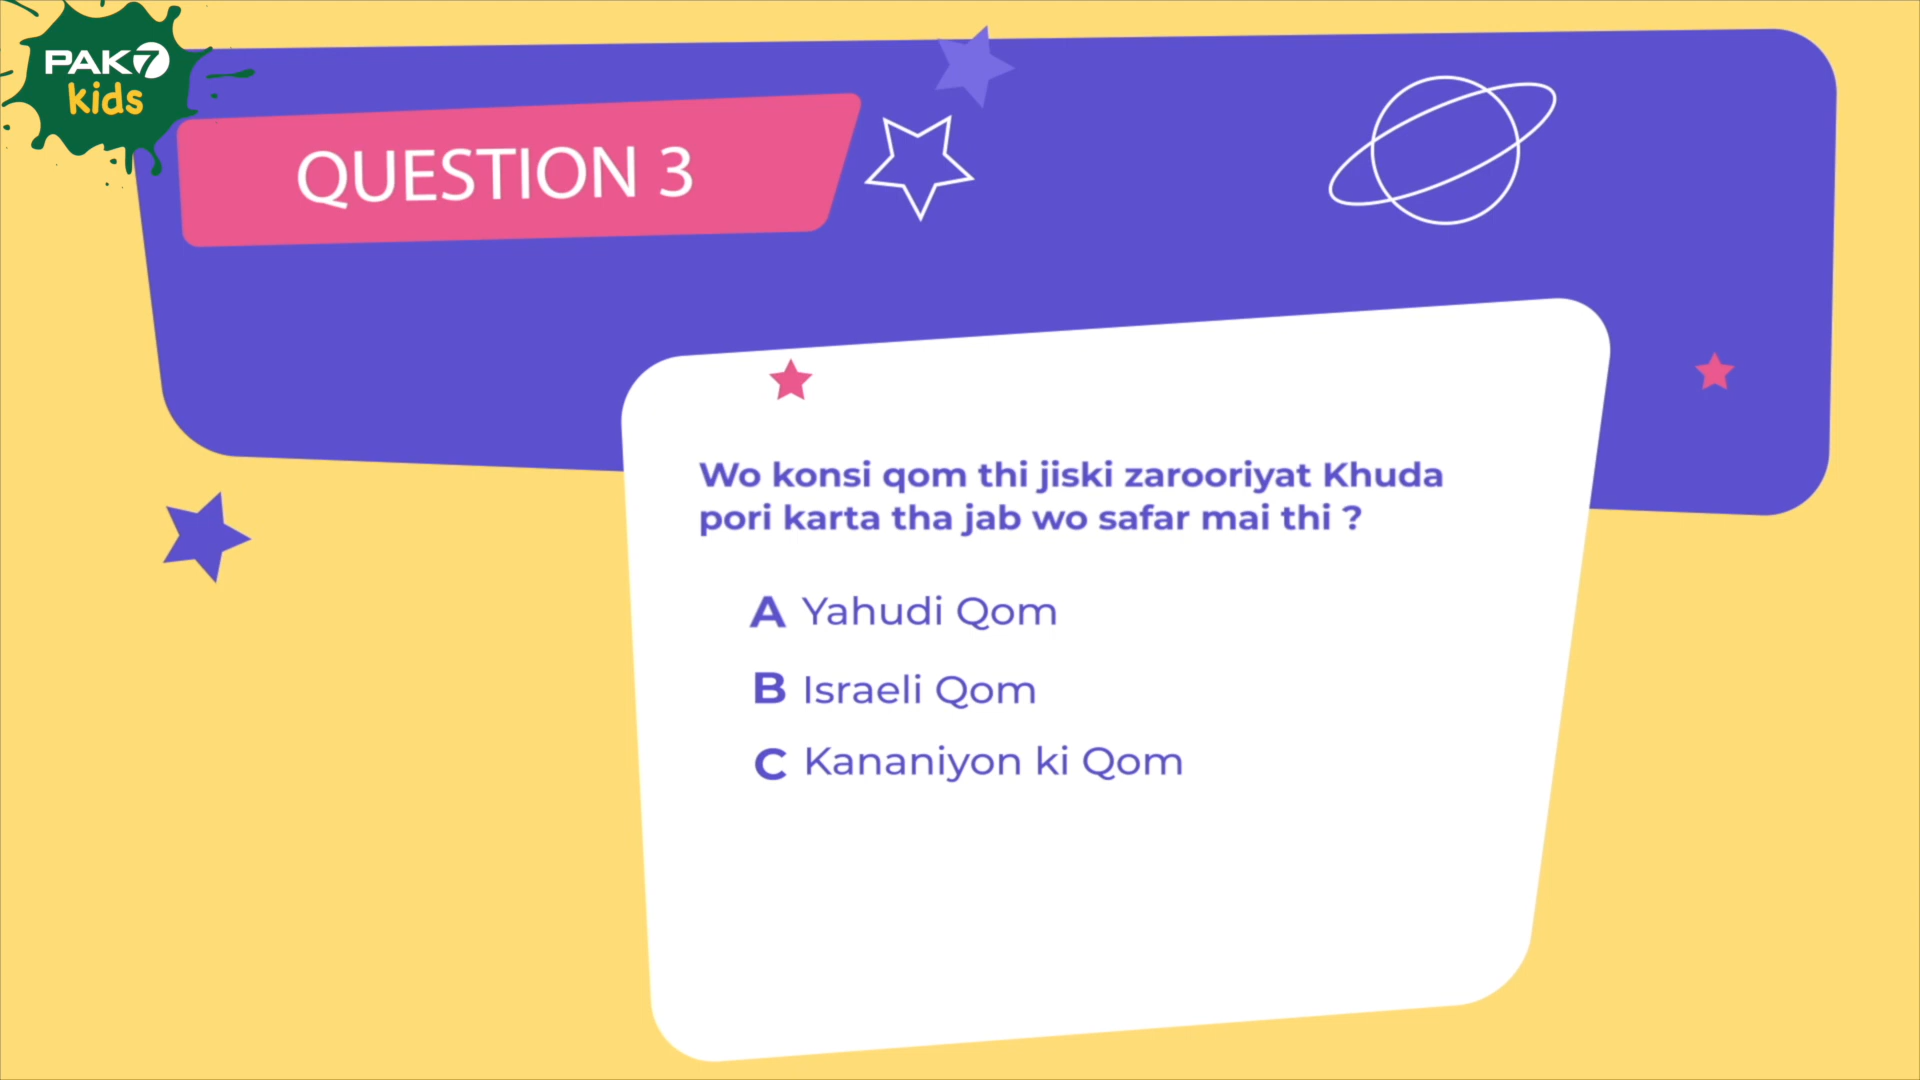 PAK7
kids
QUESTION 3
Wo konsi qom thi jiski zarooriyat Khuda
pori karta tha jab wo safar mai thi ?
A Yahudi Qom
B Israeli Qom
C Kananiyon ki Qom